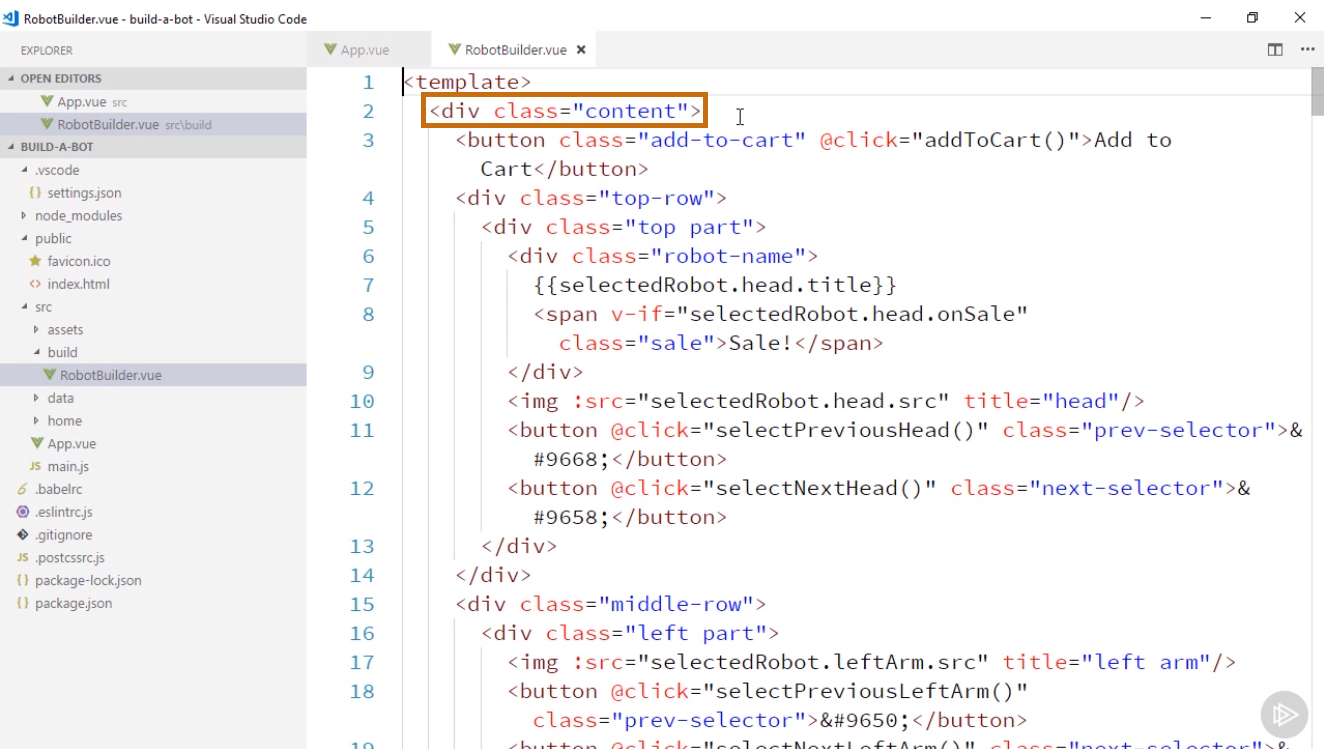 RobotBuilder.vue - build-a-bot - Visual Studio Code
EXPLORER
OPEN EDITORS
App.vue src
RobotBuilder.vue src\build
BUILD-A-BOT
.vscode
{} settings.json
node_modules
public
favicon.ico
<> index.html
src
assets
build
RobotBuilder.vue
data
home
App.vue
JS main.js
.babelrc
.eslintrc.js
.gitignore
JS .postcssrc.js
{} package-lock.json
{} package.json
App.vue
RobotBuilder.vue
1 <template>
2 <div class="content">
3 <button class="add-to-cart" @click="addToCart()">Add to
Cart</button>
4 <div class="top-row">
5 <div class="top part">
6 <div class="robot-name">
7 {{selectedRobot.head.title}}
8 <span v-if="selectedRobot.head.onSale"
class="sale">Sale!</span>
9 </div>
10 <img :src="selectedRobot.head.src" title="head"/>
11 <button @click="selectPreviousHead()" class="prev-selector">&
#9668;</button>
12 <button @click="selectNextHead()" class="next-selector">&
#9658;</button>
13 </div>
14 </div>
15 <div class="middle-row">
16 <div class="left part">
17 <img :src="selectedRobot.leftArm.src" title="left arm"/>
18 <button @click="selectPreviousLeftArm()"
class="prev-selector">&#9650;</button>
19 <button @click="selectNextLeftArm()" class="next-selector">&